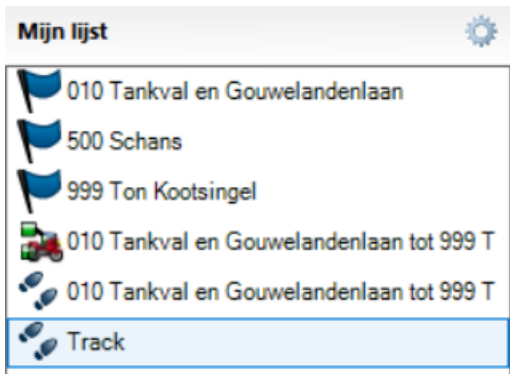 Mijn lijst
010 Tankval en Gouwelandenlaan
500 Schans
999 Ton Kootsingel
010 Tankval en Gouwelandenlaan tot 999 T
010 Tankval en Gouwelandenlaan tot 999 T
Track